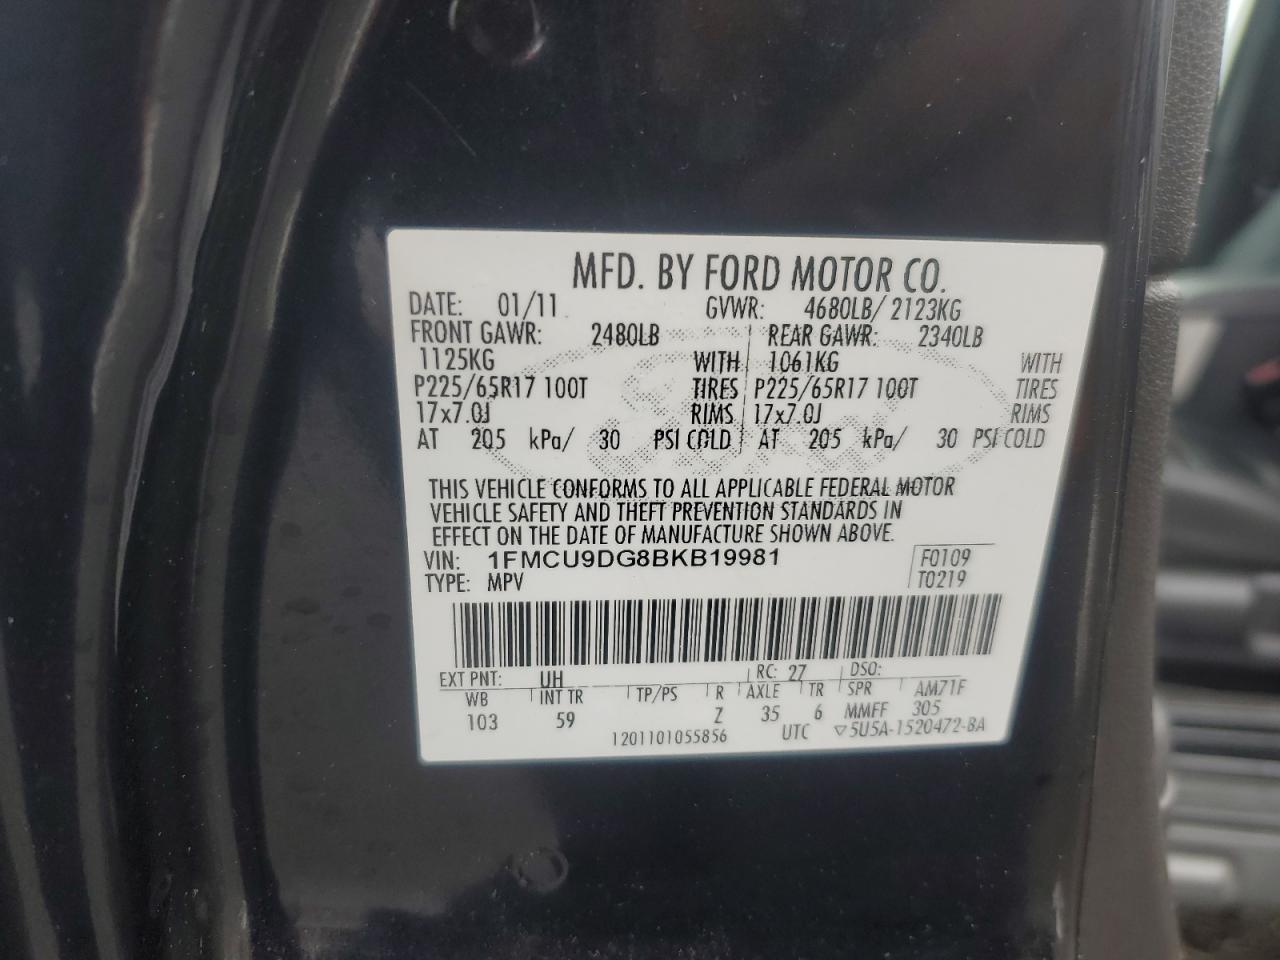 MFD. BY FORD MOTOR CO.
DATE: 01/11 GVWR: 4680LB/ 2123KG
FRONT GAWR: 2480LB REAR GAWR: 2340LB
1125KG WITH 1061KG WITH
P225/65R17 100T TIRES P225/65R17 100T TIRES
17x7.0J RIMS 17x7.0J RIMS
AT 205 kPa/ 30 PSI COLD AT 205 kPa/ 30 PSI COLD
THIS VEHICLE CONFORMS TO ALL APPLICABLE FEDERAL MOTOR
VEHICLE SAFETY AND THEFT PREVENTION STANDARDS IN
EFFECT ON THE DATE OF MANUFACTURE SHOWN ABOVE.
VIN: 1FMCU9DG8BKB19981 F0109
TYPE: MPV T0219
EXT PNT: UH RC: 27 DSO:
WB INT TR TP/PS R AXLE TR SPR AM71F
103 59 Z 35 6 MMFF 305
1201101055856 UTC ▽5U5A-1520472-BA